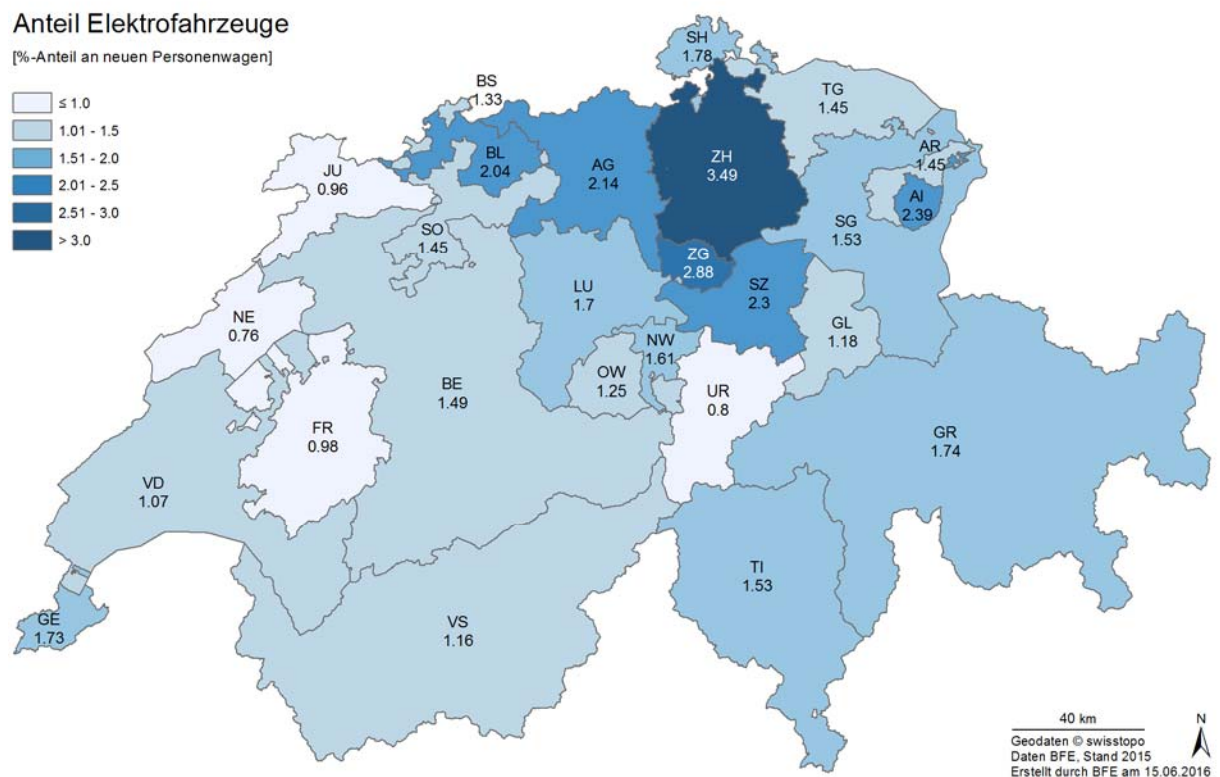 Anteil Elektrofahrzeuge
[%-Anteil an neuen Personenwagen]
≤ 1.0
1.01 - 1.5
1.51 - 2.0
2.01 - 2.5
2.51 - 3.0
> 3.0
SH
1.78
BS
1.33
TG
1.45
AR
1.45
BL
2.04
AG
2.14
ZH
3.49
JU
0.96
AI
2.39
SG
1.53
SO
1.45
ZG
2.88
LU
1.7
SZ
2.3
NE
0.76
GL
1.18
NW
1.61
OW
1.25
BE
1.49
UR
0.8
FR
0.98
GR
1.74
VD
1.07
TI
1.53
GE
1.73
VS
1.16
40 km
N
Geodaten © swisstopo
Daten BFE, Stand 2015
Erstellt durch BFE am 15.06.2016